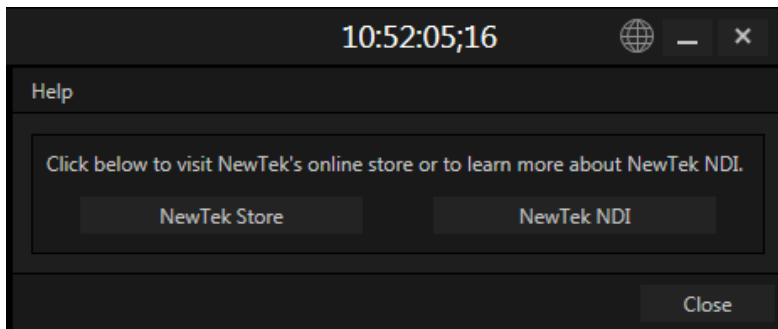 10:52:05;16
Help
Click below to visit NewTek's online store or to learn more about NewTek NDI.
NewTek Store
NewTek NDI
Close